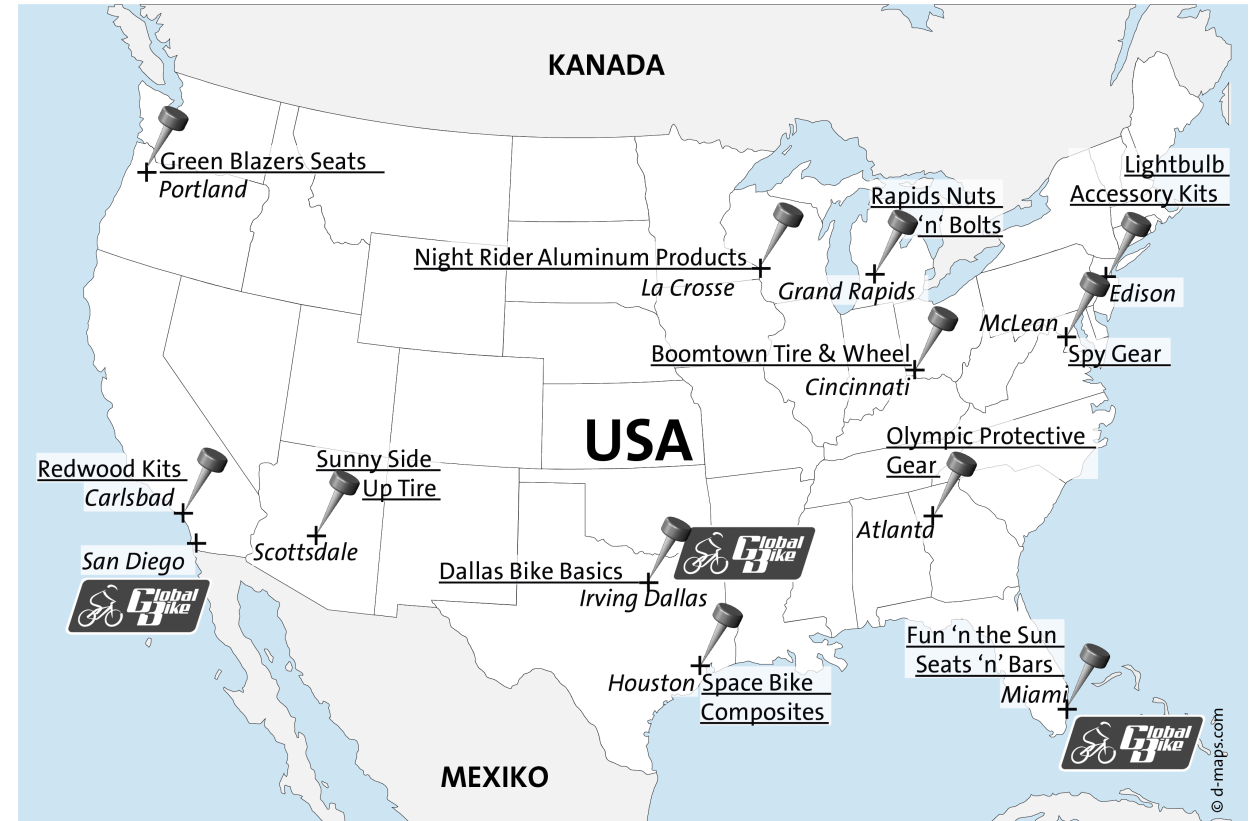 KANADA
Green Blazers Seats
Portland
Lightbulb
Accessory Kits
Rapids Nuts
‘n‘ Bolts
Night Rider Aluminum Products
La Crosse
Grand Rapids
Edison
McLean
Spy Gear
Boomtown Tire & Wheel
Cincinnati
USA
Olympic Protective
Gear
Atlanta
Redwood Kits
Carlsbad
Sunny Side
Up Tire
Scottsdale
San Diego
Global
Bike
Global
Bike
Dallas Bike Basics
Irving Dallas
Houston
Space Bike
Composites
Fun ‘n the Sun
Seats ‘n’ Bars
Miami
Global
Bike
MEXIKO
© d-maps.com